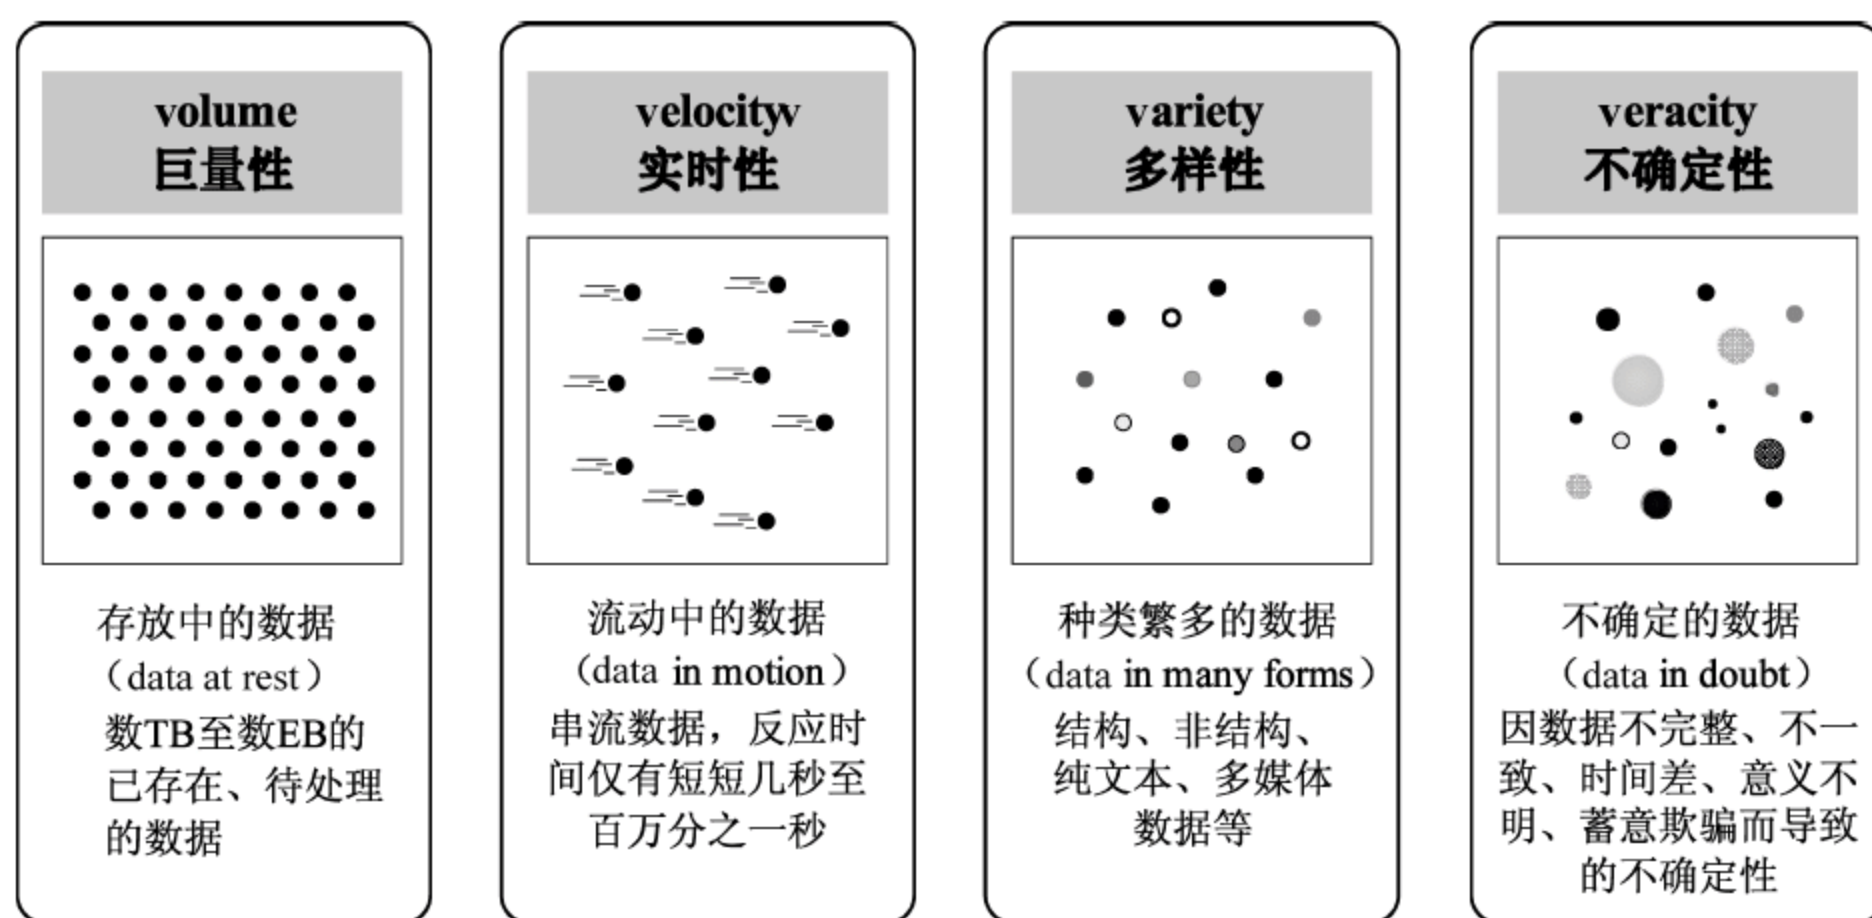 volume
巨量性
存放中的数据
（data at rest）
数TB至数EB的
已存在、待处理
的数据
velocityv
实时性
流动中的数据
（data in motion）
串流数据，反应时
间仅有短短几秒至
百万分之一秒
variety
多样性
种类繁多的数据
（data in many forms）
结构、非结构、
纯文本、多媒体
数据等
veracity
不确定性
不确定的数据
（data in doubt）
因数据不完整、不一
致、时间差、意义不
明、蓄意欺骗而导致
的不确定性